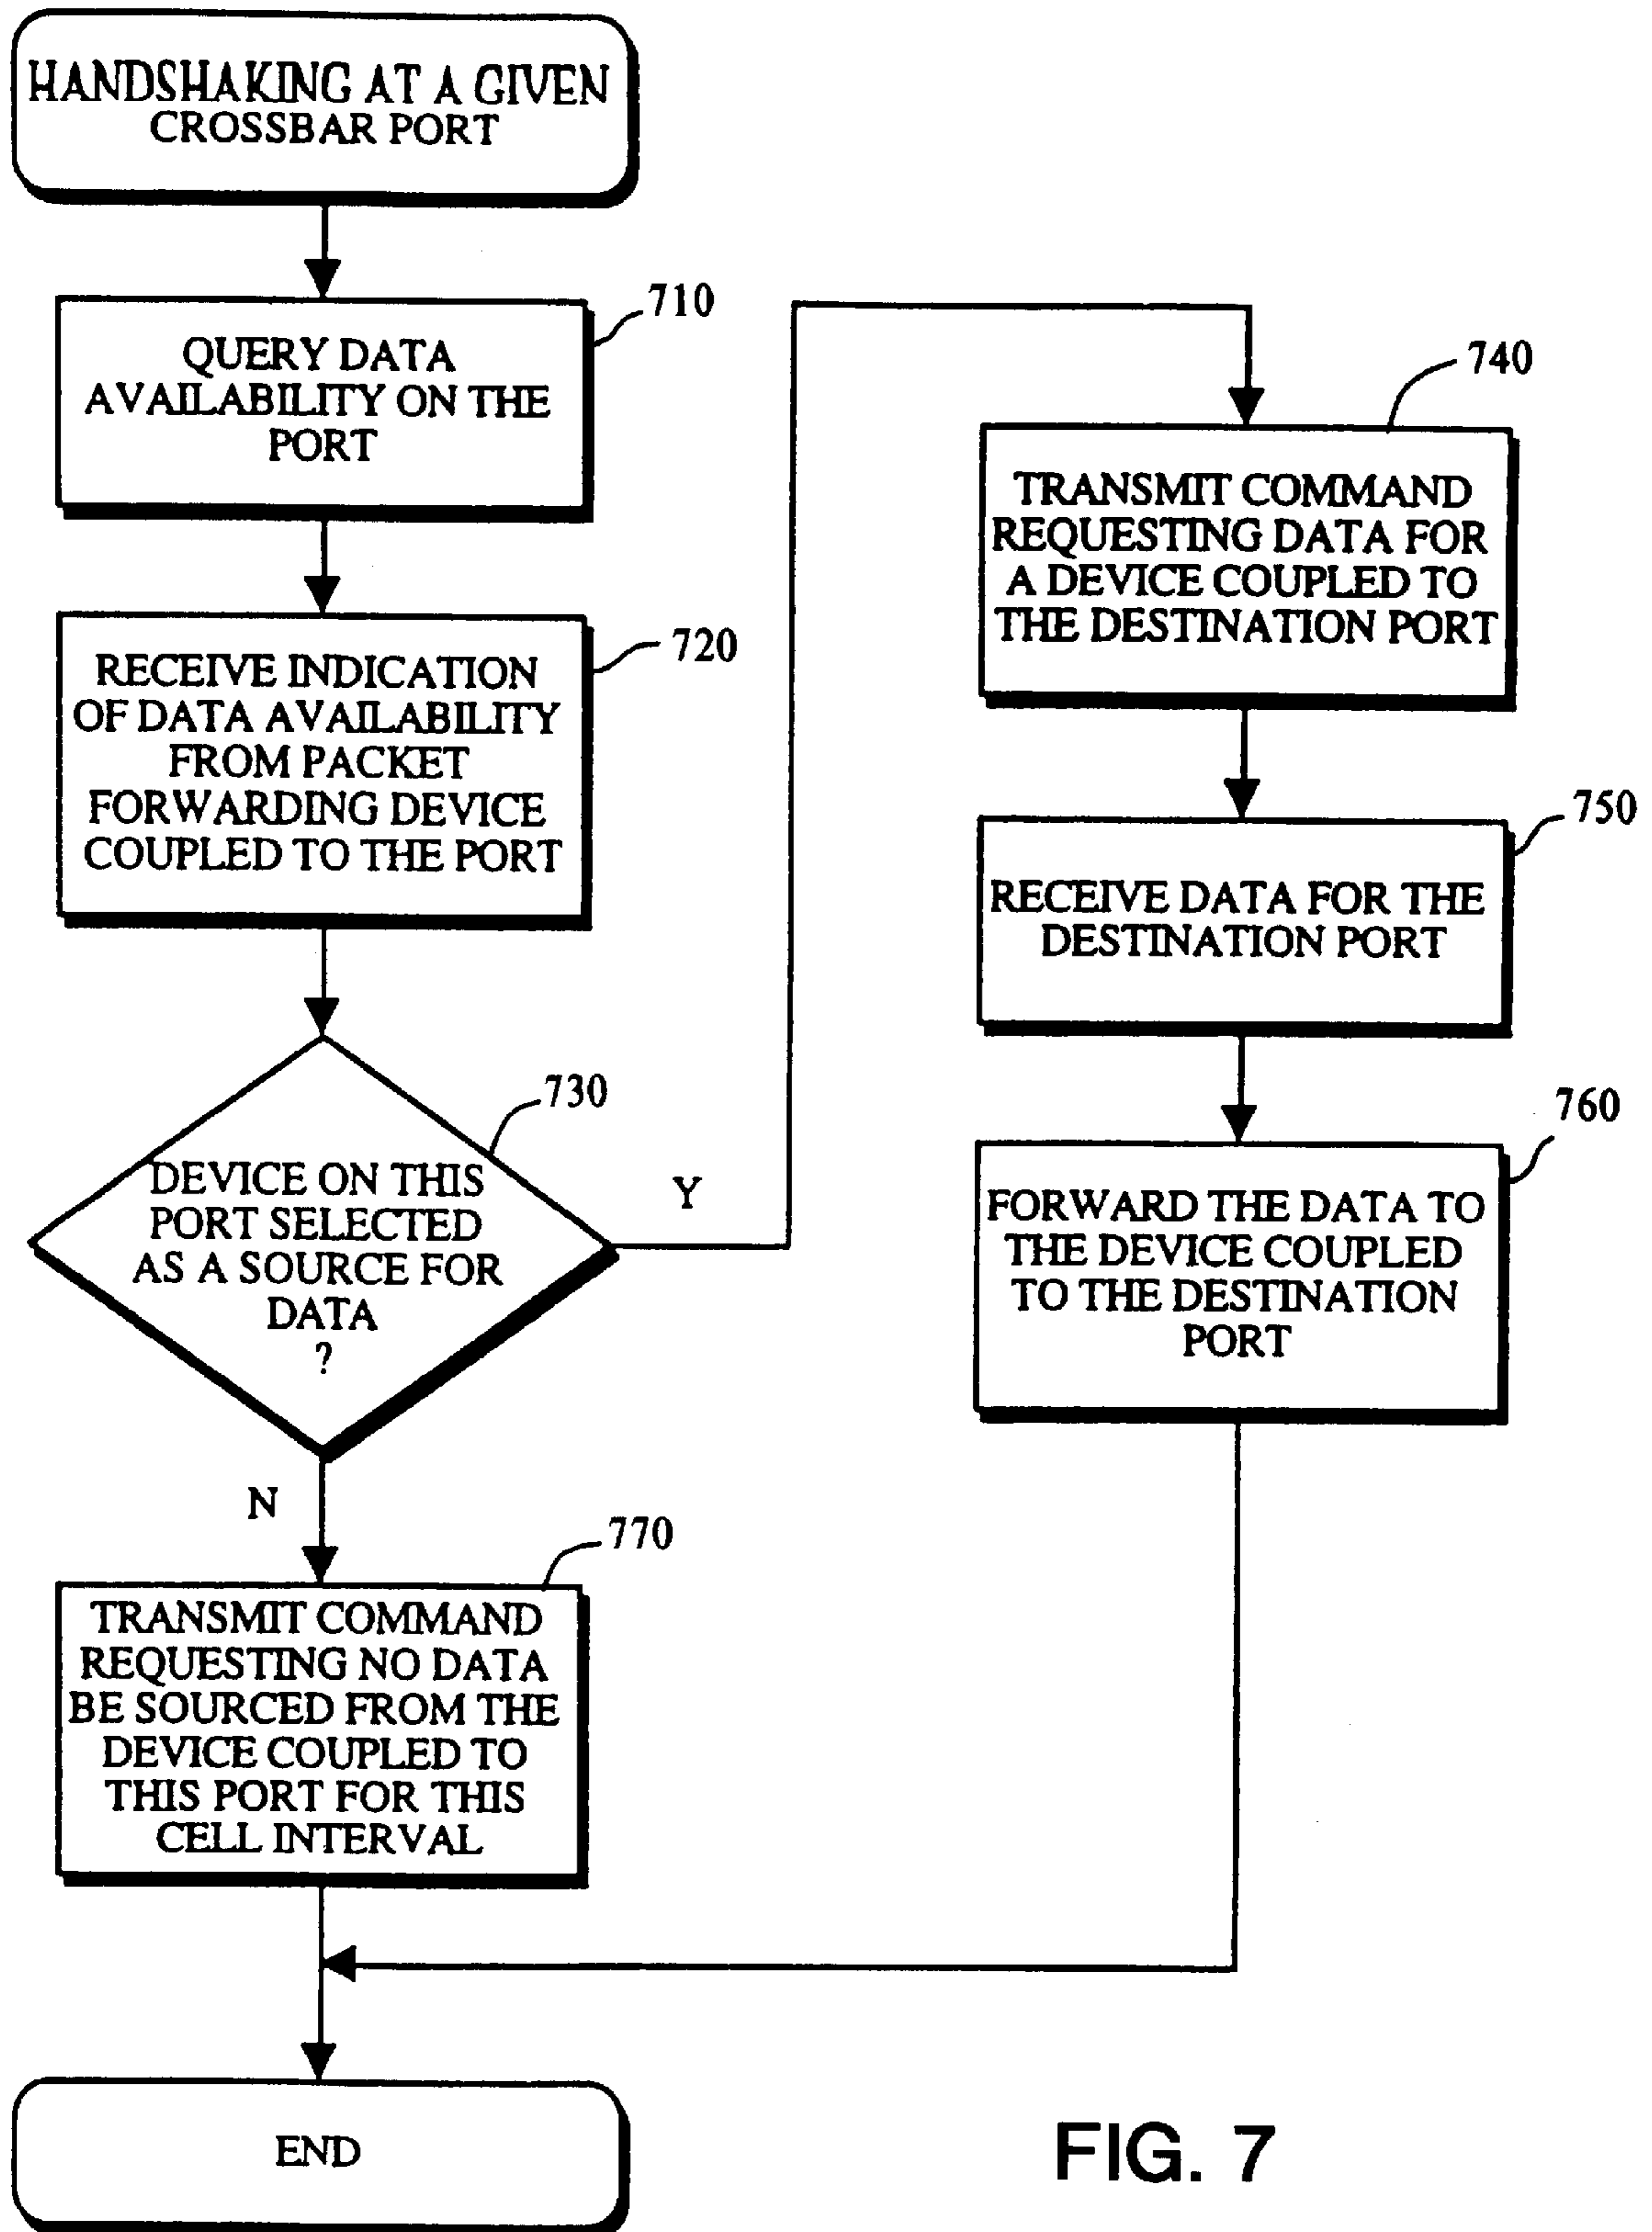 HANDSHAKING AT A GIVEN
CROSSBAR PORT
710
QUERY DATA
AVAILABILITY ON THE
PORT
720
RECEIVE INDICATION
OF DATA AVAILABILITY
FROM PACKET
FORWARDING DEVICE
COUPLED TO THE PORT
730
DEVICE ON THIS
PORT SELECTED
AS A SOURCE FOR
DATA
?
Y
N
740
TRANSMIT COMMAND
REQUESTING DATA FOR
A DEVICE COUPLED TO
THE DESTINATION PORT
750
RECEIVE DATA FOR THE
DESTINATION PORT
760
FORWARD THE DATA TO
THE DEVICE COUPLED
TO THE DESTINATION
PORT
770
TRANSMIT COMMAND
REQUESTING NO DATA
BE SOURCED FROM THE
DEVICE COUPLED TO
THIS PORT FOR THIS
CELL INTERVAL
END
FIG. 7